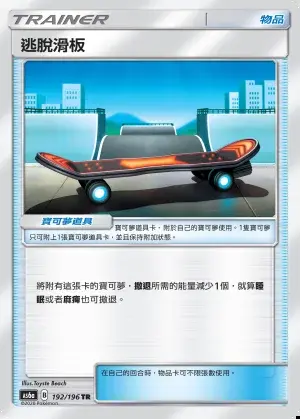 TRAINER 物品
逃脫滑板
寶可夢道具 寶可夢道具卡，附於自己的寶可夢使用。1隻寶可夢
只可附上1張寶可夢道具卡，並且保持附加狀態。
將附有這張卡的寶可夢，撤退所需的能量減少1個，就算睡
眠或者麻痺也可撤退。
在自己的回合時，物品卡可不限張數使用。
Illus.Toyste Beach
AS6a D 192/196 TR
©2020 Pokémon.